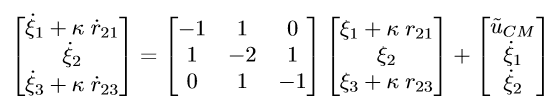 $$\begin{bmatrix} \dot{\xi}_1 + \kappa\ \dot{r}_{21} \\ \dot{\xi}_2 \\ \dot{\xi}_3 + \kappa\ \dot{r}_{23} \end{bmatrix} = \begin{bmatrix} -1 & 1 & 0 \\ 1 & -2 & 1 \\ 0 & 1 & -1 \end{bmatrix} \begin{bmatrix} \xi_1 + \kappa\ r_{21} \\ \xi_2 \\ \xi_3 + \kappa\ r_{23} \end{bmatrix} + \begin{bmatrix} \tilde{u}_{CM} \\ \dot{\xi}_1 \\ \dot{\xi}_2 \end{bmatrix}$$